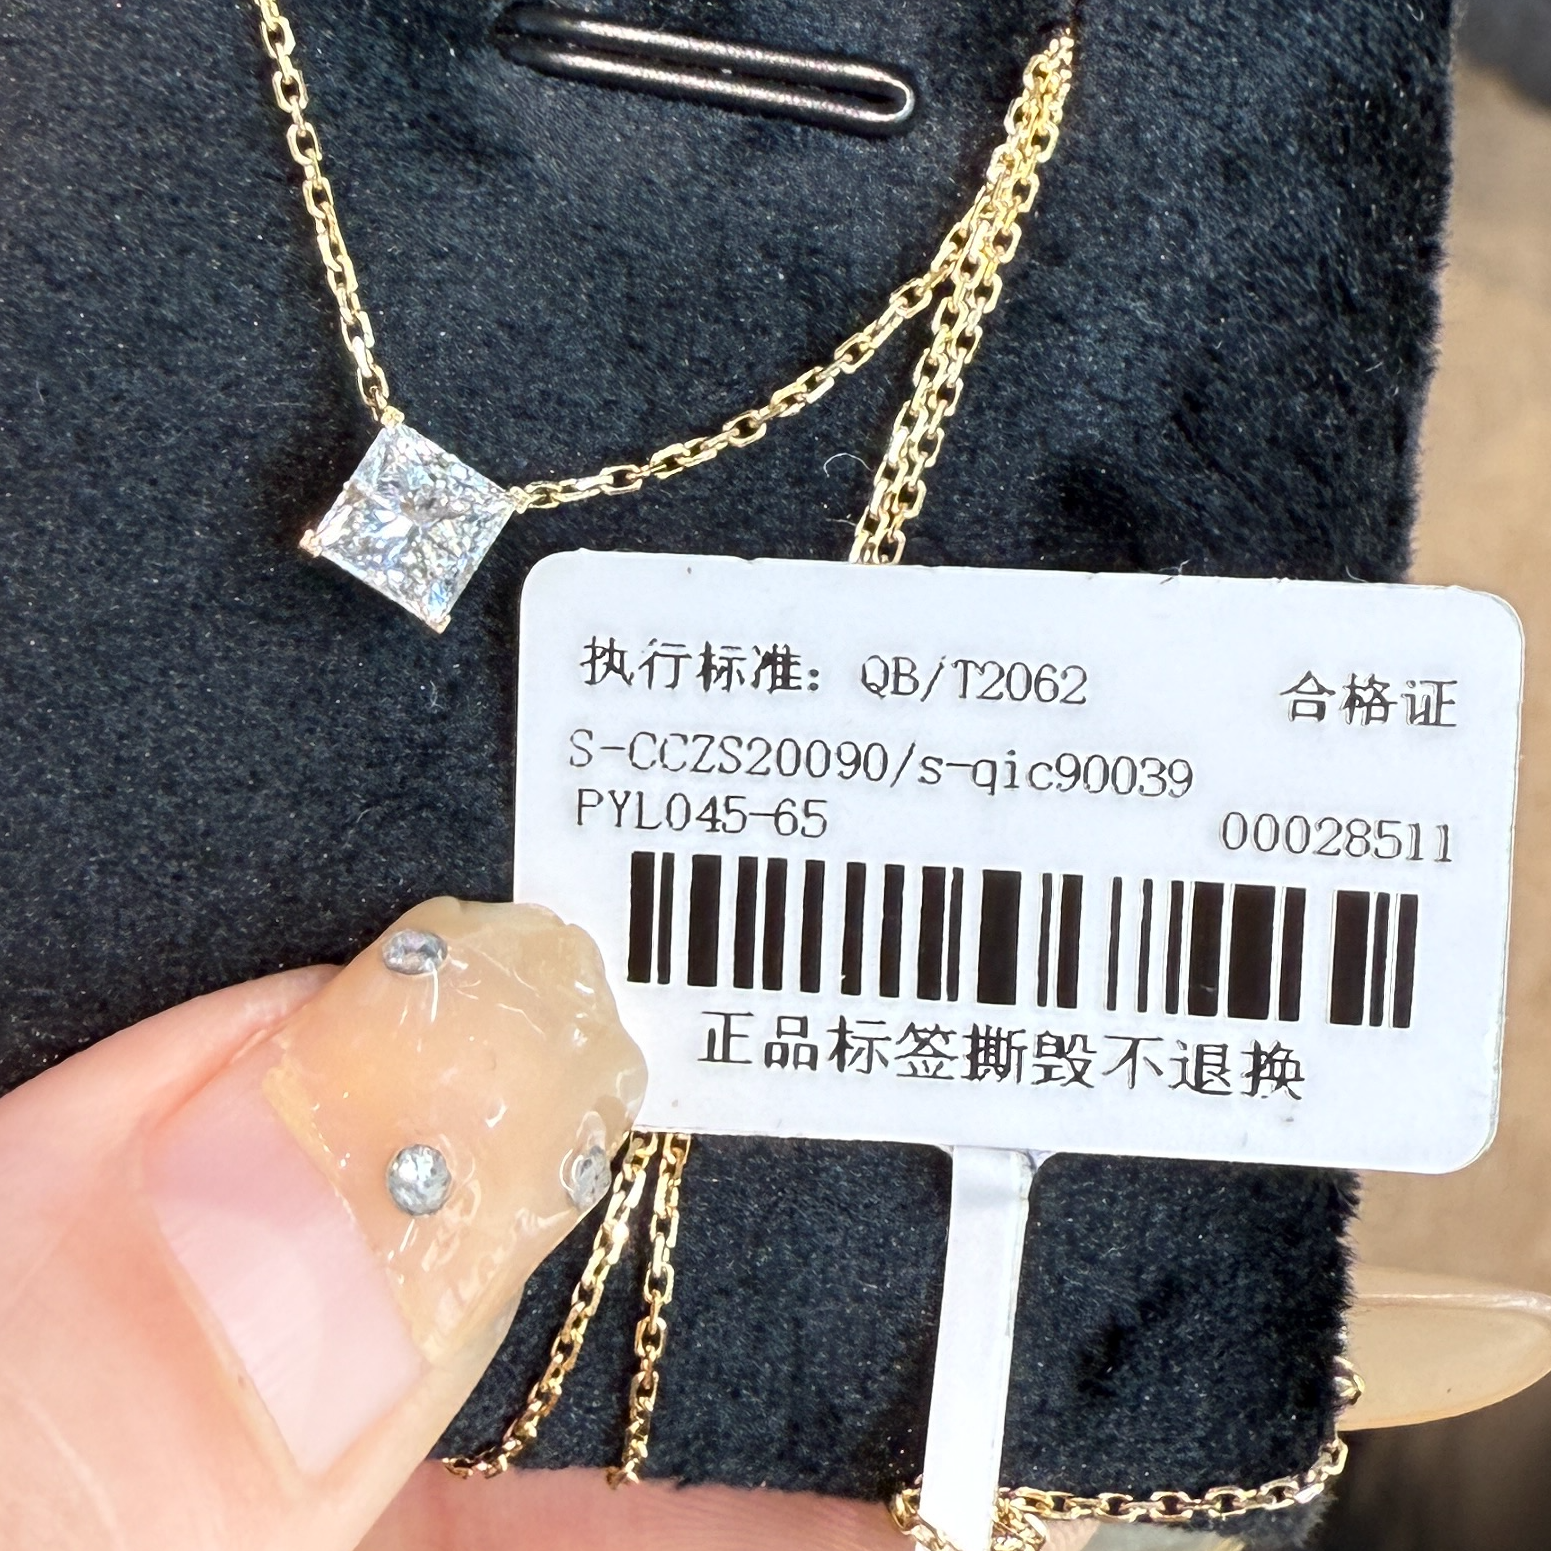 执行标准：QB/T2062 合格证
S-CCZS20090/s-qic90039
PYL045-65 00028511
正品标签撕毁不退换